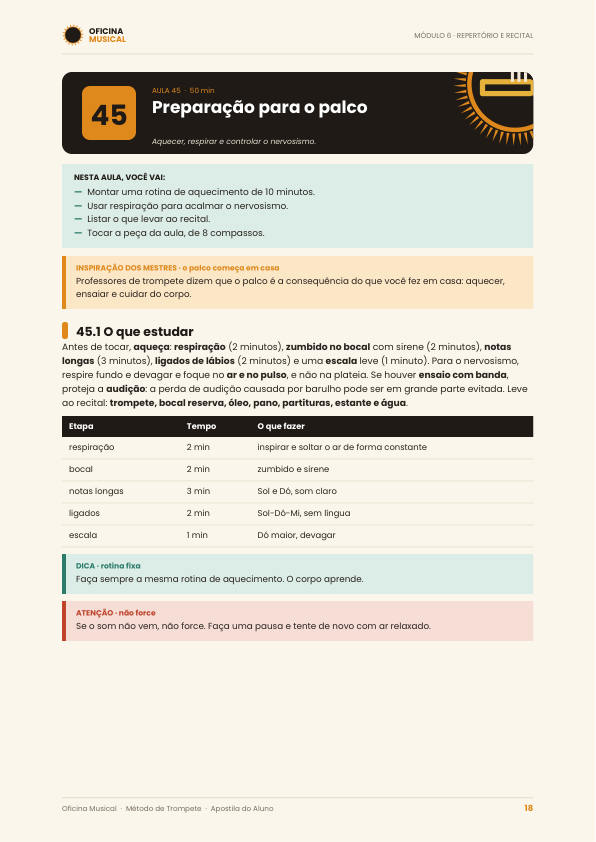 OFICINA
MUSICAL
MÓDULO 6 · REPERTÓRIO E RECITAL
45
AULA 45 · 50 min
Preparação para o palco
Aquecer, respirar e controlar o nervosismo.
NESTA AULA, VOCÊ VAI:
— Montar uma rotina de aquecimento de 10 minutos.
— Usar respiração para acalmar o nervosismo.
— Listar o que levar ao recital.
— Tocar a peça da aula, de 8 compassos.
INSPIRAÇÃO DOS MESTRES · o palco começa em casa
Professores de trompete dizem que o palco é a consequência do que você fez em casa: aquecer,
ensaiar e cuidar do corpo.
45.1 O que estudar
Antes de tocar, aqueça: respiração (2 minutos), zumbido no bocal com sirene (2 minutos), notas
longas (3 minutos), ligados de lábios (2 minutos) e uma escala leve (1 minuto). Para o nervosismo,
respire fundo e devagar e foque no ar e no pulso, e não na plateia. Se houver ensaio com banda,
proteja a audição: a perda de audição causada por barulho pode ser em grande parte evitada. Leve
ao recital: trompete, bocal reserva, óleo, pano, partituras, estante e água.
Etapa Tempo O que fazer
respiração 2 min inspirar e soltar o ar de forma constante
bocal 2 min zumbido e sirene
notas longas 3 min Sol e Dó, som claro
ligados 2 min Sol-Dó-Mi, sem língua
escala 1 min Dó maior, devagar
DICA · rotina fixa
Faça sempre a mesma rotina de aquecimento. O corpo aprende.
ATENÇÃO · não force
Se o som não vem, não force. Faça uma pausa e tente de novo com ar relaxado.
Oficina Musical · Método de Trompete · Apostila do Aluno
18